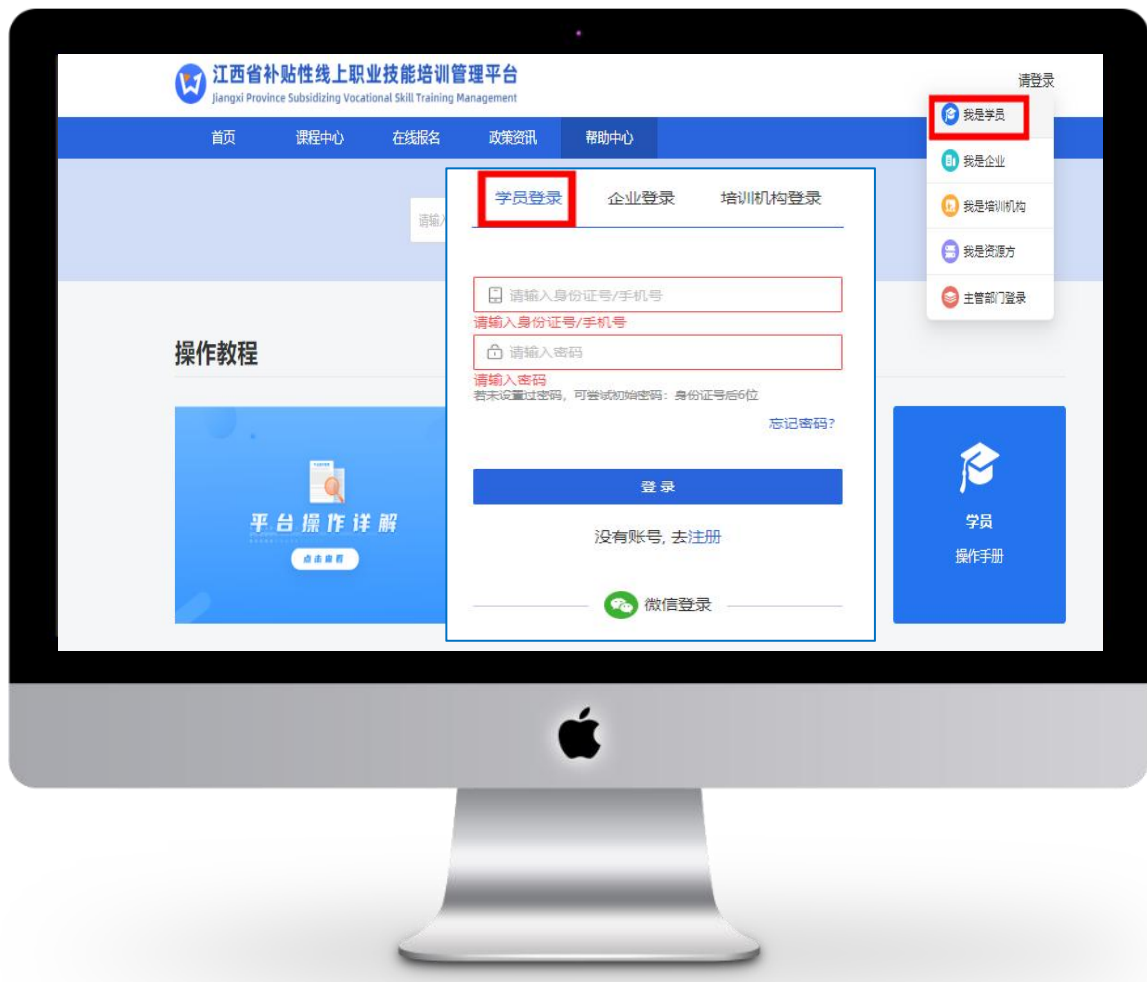 江西省补贴性线上职业技能培训管理平台
Jiangxi Province Subsidizing Vocational Skill Training Management
请登录
首页 课程中心 在线报名 政策资讯 帮助中心
我是学员
我是企业
我是培训机构
我是资源方
主管部门登录
请输入
学员登录 企业登录 培训机构登录
请输入身份证号/手机号
请输入身份证号/手机号
请输入密码
请输入密码
若未设置过密码，可尝试初始密码：身份证号后6位
忘记密码?
登录
没有账号, 去注册
微信登录
操作教程
平台操作详解
点击查看
学员
操作手册